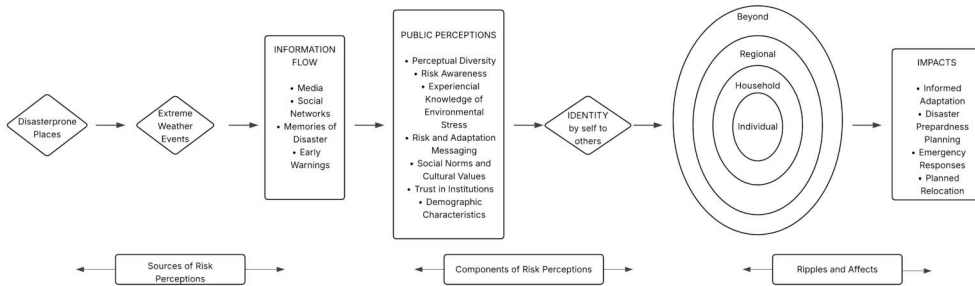 Disasterprone
Places
Extreme
Weather
Events
INFORMATION
FLOW
• Media
• Social
Networks
• Memories of
Disaster
• Early
Warnings
PUBLIC PERCEPTIONS
• Perceptual Diversity
• Risk Awareness
• Experiencial
Knowledge of
Environmental
Stress
• Risk and Adaptation
Messaging
• Social Norms and
Cultural Values
• Trust in Institutions
• Demographic
Characteristics
IDENTITY
by self to
others
Beyond
Regional
Household
Individual
IMPACTS
• Informed
Adaptation
• Disaster
Prepardness
Planning
• Emergency
Responses
• Planned
Relocation
Sources of Risk
Perceptions
Components of Risk Perceptions
Ripples and Affects